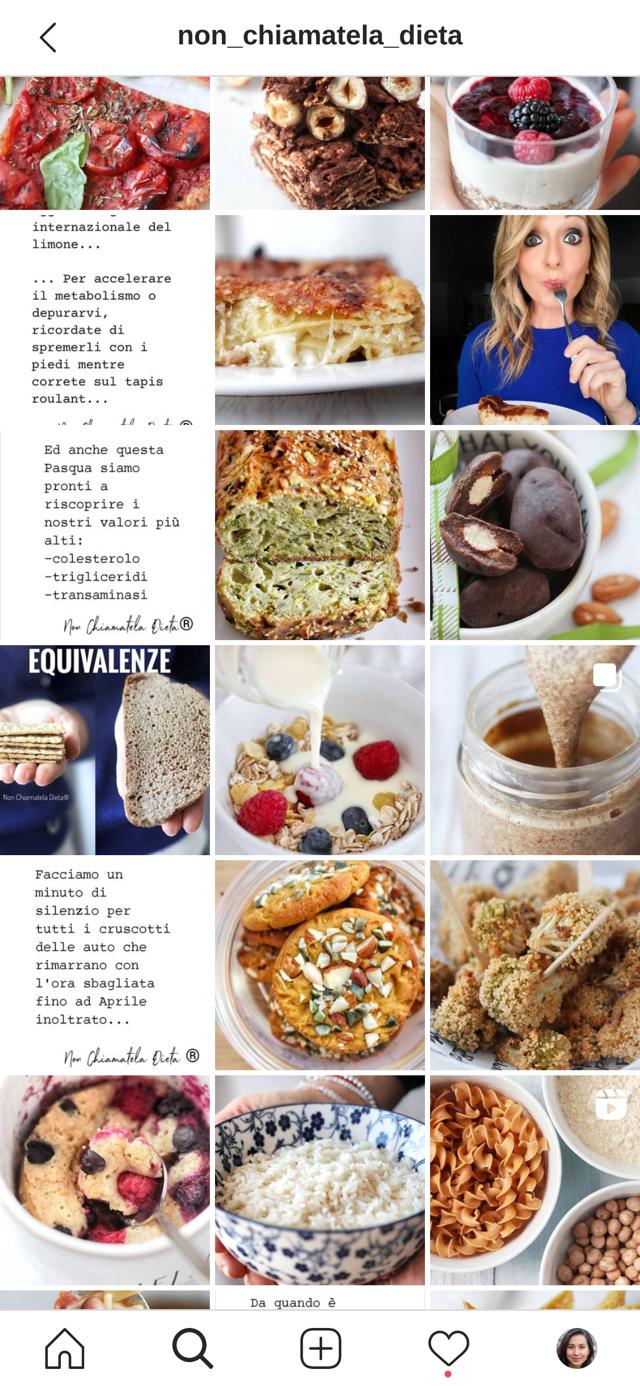 non_chiamatela_dieta
internazionale del
limone...
... Per accelerare
il metabolismo o
depurarvi,
ricordate di
spremerli con i
piedi mentre
correte sul tapis
roulant...
Ed anche questa
Pasqua siamo
pronti a
riscoprire i
nostri valori più
alti:
-colesterolo
-trigliceridi
-transaminasi
Non Chiamatela Dieta®
EQUIVALENZE
Non Chiamatela Dieta®
Facciamo un
minuto di
silenzio per
tutti i cruscotti
delle auto che
rimarrano con
l'ora sbagliata
fino ad Aprile
inoltrato...
Non Chiamatela Dieta ®
Da quando è